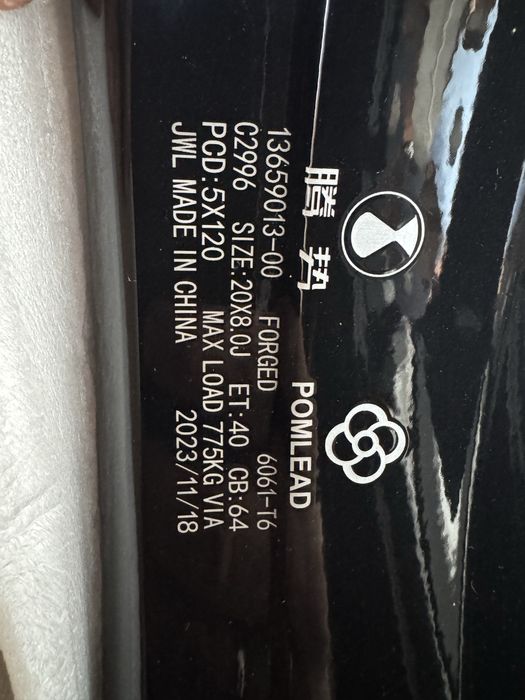 腾势 POMLEAD
13659013-00 FORGED 6061-T6
C2996 SIZE:20X8.0J ET:40 CB:64
PCD:5X120 MAX LOAD 775KG VIA
JWL MADE IN CHINA 2023/11/18